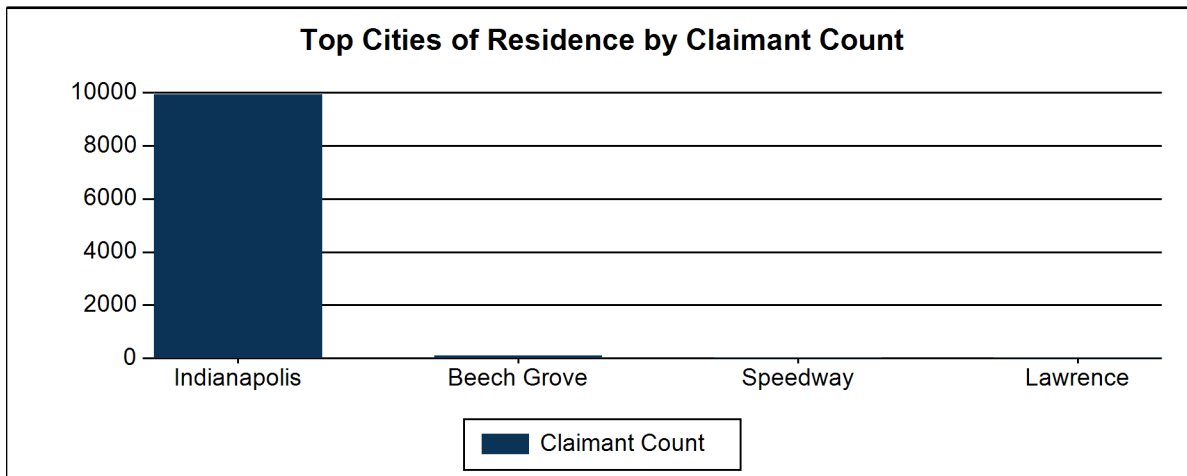 Top Cities of Residence by Claimant Count
10000
8000
6000
4000
2000
0
Indianapolis Beech Grove Speedway Lawrence
Claimant Count